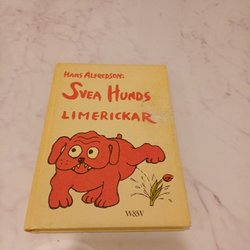 HANS ALFREDSON:
SVEA HUNDS
LIMERICKAR
W&W